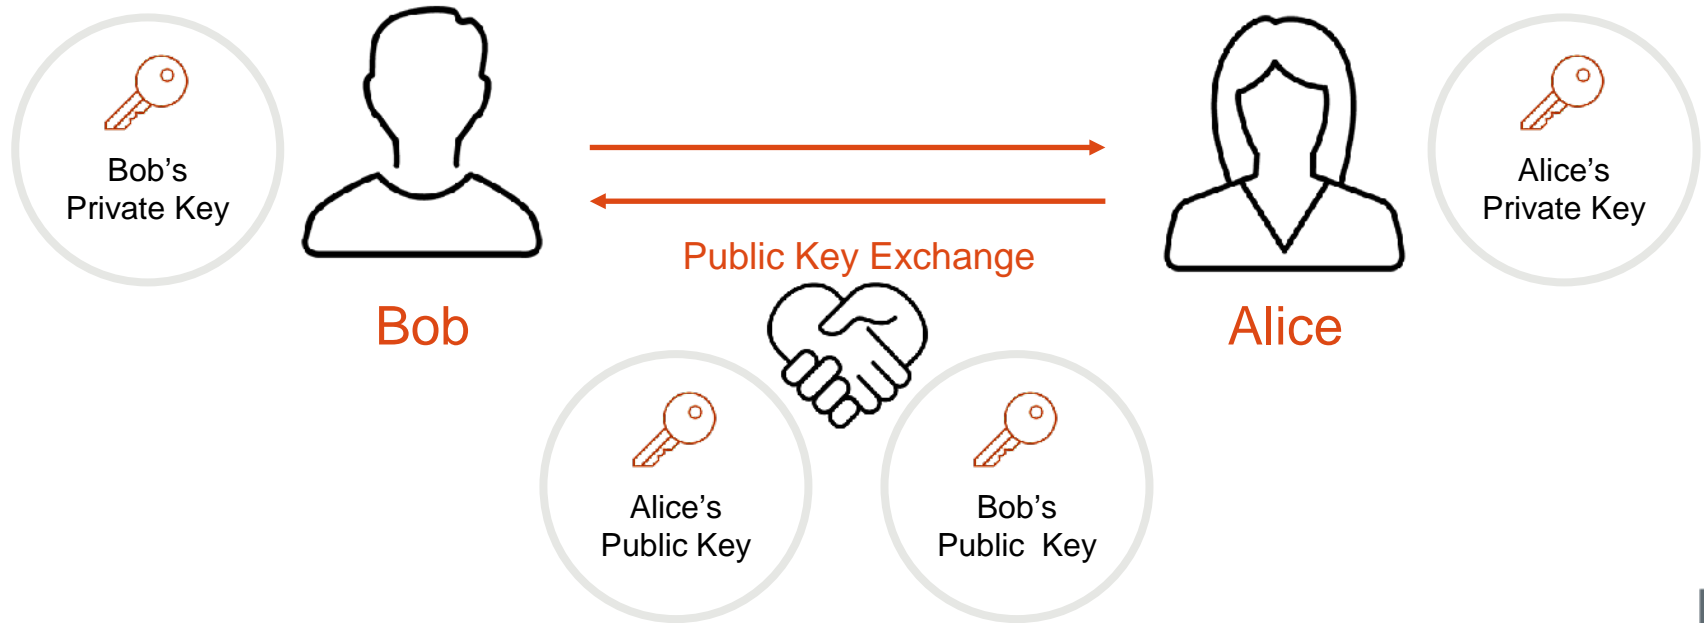 Bob's
Private Key
Alice's
Private Key
Public Key Exchange
Bob
Alice
Alice's
Public Key
Bob's
Public  Key